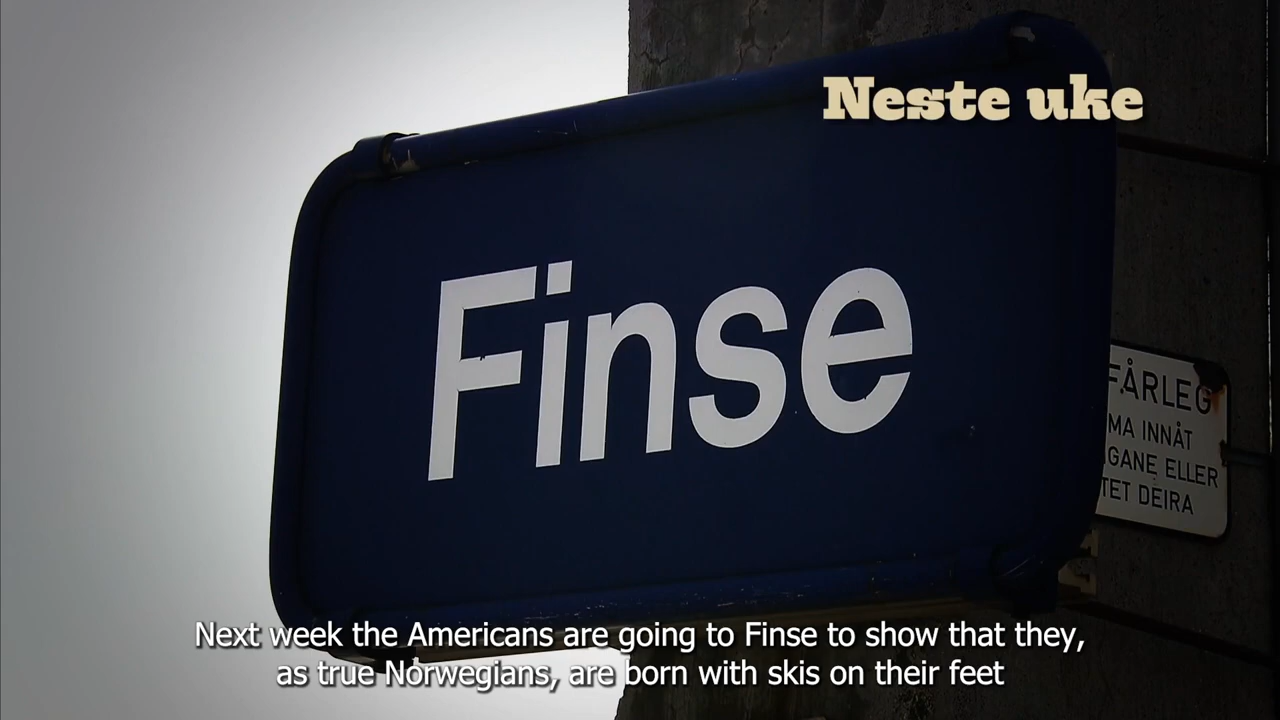 Neste uke
Finse
FÅRLEG
MA INNÅT
GANE ELLER
TET DEIRA
Next week the Americans are going to Finse to show that they,
as true Norwegians, are born with skis on their feet